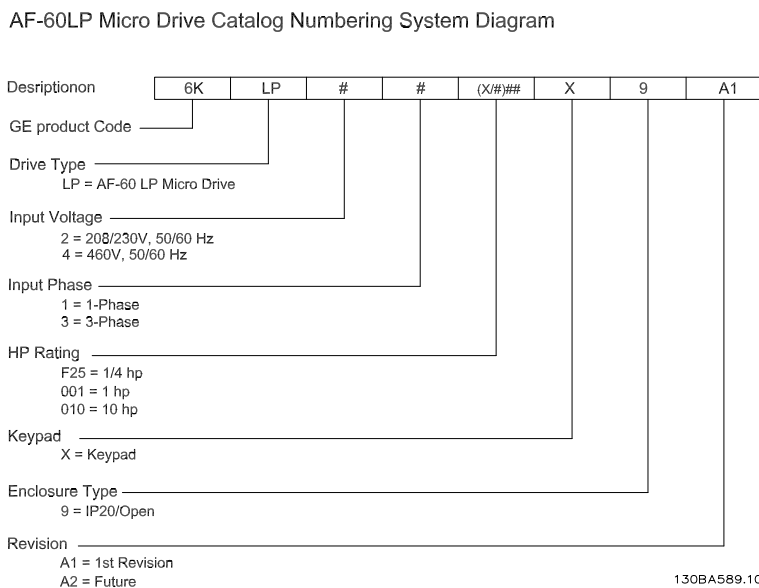 AF-60LP Micro Drive Catalog Numbering System Diagram
Desriptionon 6K LP # # (X/#)## X 9 A1
GE product Code
Drive Type
LP = AF-60 LP Micro Drive
Input Voltage
2 = 208/230V, 50/60 Hz
4 = 460V, 50/60 Hz
Input Phase
1 = 1-Phase
3 = 3-Phase
HP Rating
F25 = 1/4 hp
001 = 1 hp
010 = 10 hp
Keypad
X = Keypad
Enclosure Type
9 = IP20/Open
Revision
A1 = 1st Revision
A2 = Future
130BA589.10